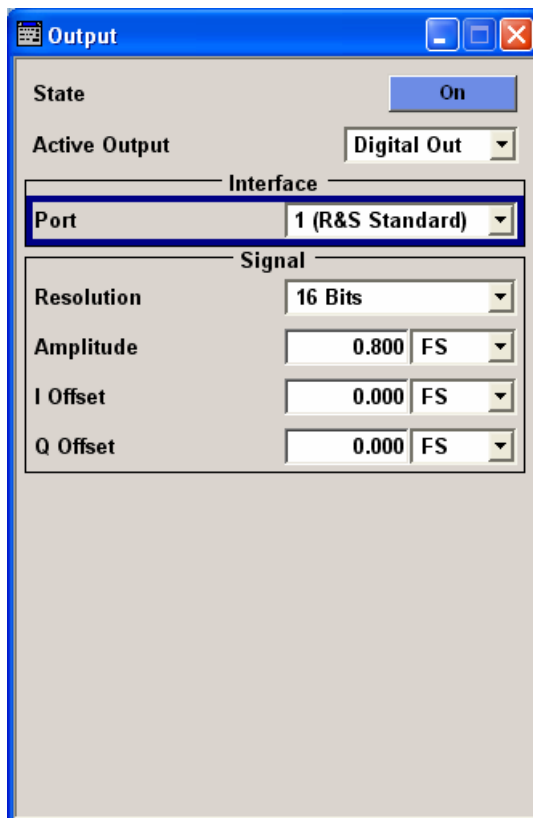 Output
State On
Active Output Digital Out
Interface
Port 1 (R&S Standard)
Signal
Resolution 16 Bits
Amplitude 0.800 FS
I Offset 0.000 FS
Q Offset 0.000 FS